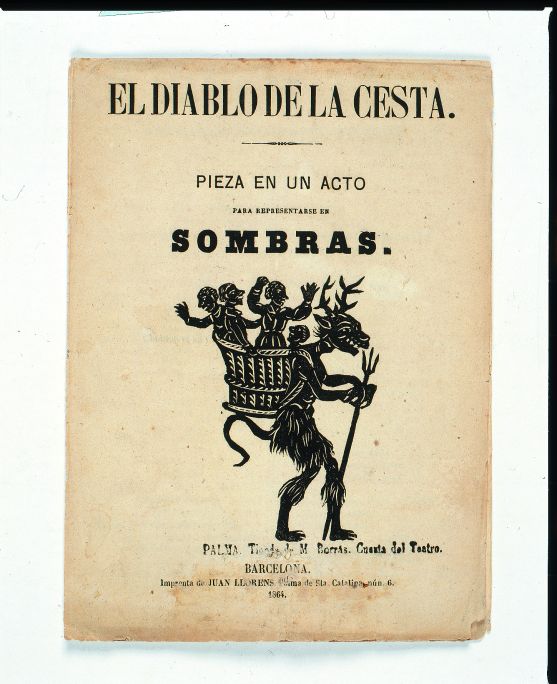 EL DIABLO DE LA CESTA.
PIEZA EN UN ACTO
PARA REPRESENTARSE EN
SOMBRAS.
PALMA. Tienda de M Borrás. Cuesta del Teatro.
BARCELONA.
Imprenta de JUAN LLORENS, Palma de Sta. Catalina, núm. 6.
1864.